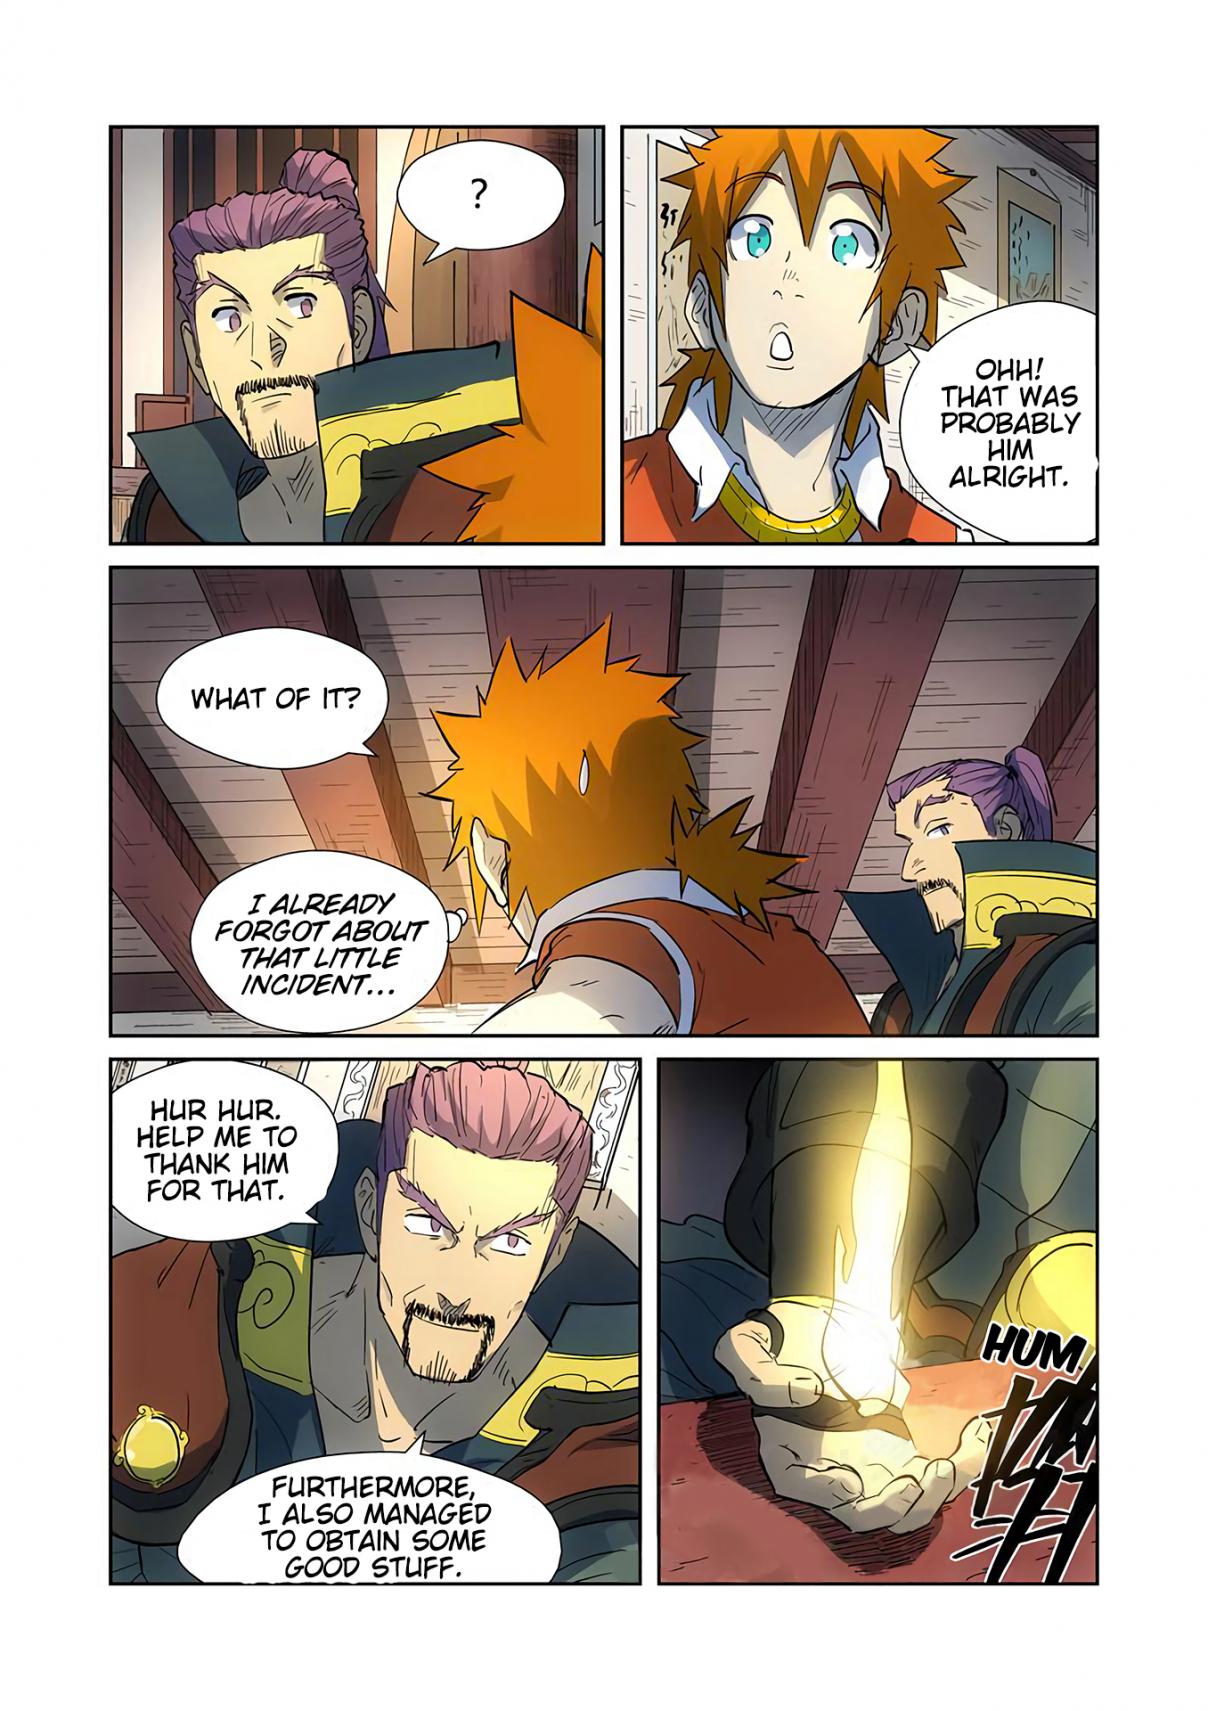 ?
OHH!
THAT WAS
PROBABLY
HIM
ALRIGHT.
WHAT OF IT?
I ALREADY
FORGOT ABOUT
THAT LITTLE
INCIDENT...
HUR HUR.
HELP ME TO
THANK HIM
FOR THAT.
FURTHERMORE,
I ALSO MANAGED
TO OBTAIN SOME
GOOD STUFF.
HUM